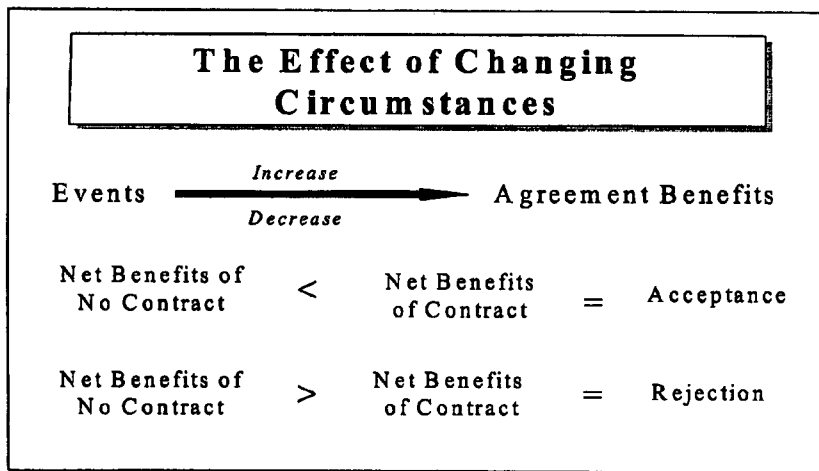 The Effect of Changing
Circumstances
Increase
Events Agreement Benefits
Decrease
Net Benefits of
No Contract < Net Benefits
of Contract = Acceptance
Net Benefits of
No Contract > Net Benefits
of Contract = Rejection